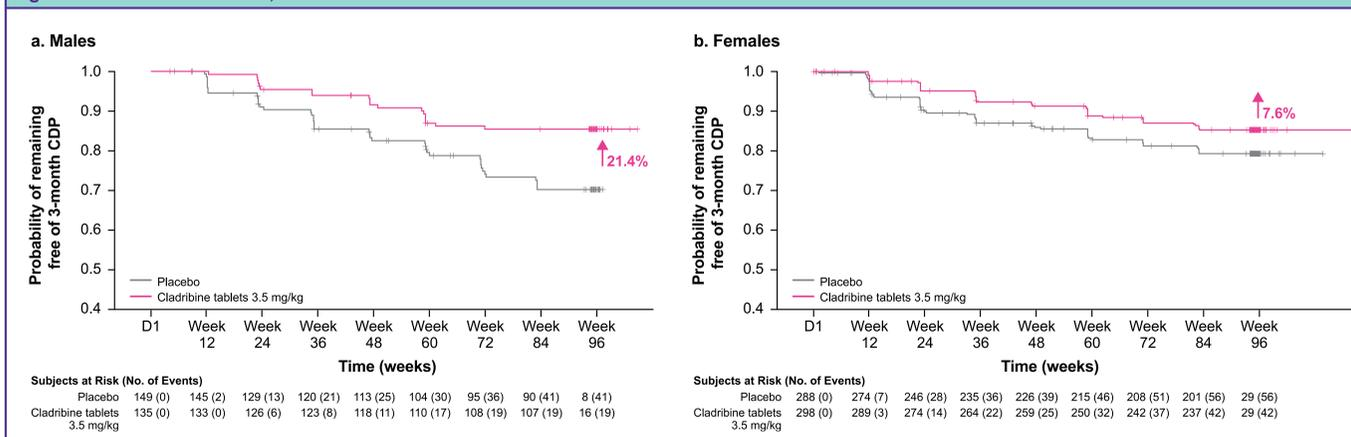 a. Males
Probability of remaining
free of 3-month CDP
1.0
0.9
0.8
0.7
0.6
0.5
0.4
21.4%
Placebo
Cladribine tablets 3.5 mg/kg
D1 Week 12 Week 24 Week 36 Week 48 Week 60 Week 72 Week 84 Week 96
Time (weeks)
Subjects at Risk (No. of Events)
Placebo 149 (0) 145 (2) 129 (13) 120 (21) 113 (25) 104 (30) 95 (36) 90 (41) 8 (41)
Cladribine tablets 135 (0) 133 (0) 126 (6) 123 (8) 118 (11) 110 (17) 108 (19) 107 (19) 16 (19)
3.5 mg/kg
b. Females
Probability of remaining
free of 3-month CDP
1.0
0.9
0.8
0.7
0.6
0.5
0.4
7.6%
Placebo
Cladribine tablets 3.5 mg/kg
D1 Week 12 Week 24 Week 36 Week 48 Week 60 Week 72 Week 84 Week 96
Time (weeks)
Subjects at Risk (No. of Events)
Placebo 288 (0) 274 (7) 246 (28) 235 (36) 226 (39) 215 (46) 208 (51) 201 (56) 29 (56)
Cladribine tablets 298 (0) 289 (3) 274 (14) 264 (22) 259 (25) 250 (32) 242 (37) 237 (42) 29 (42)
3.5 mg/kg